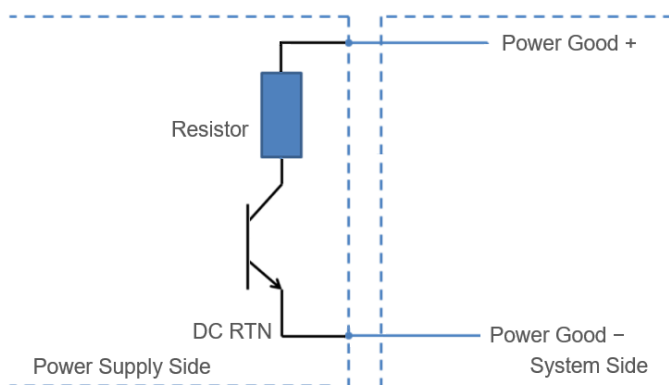 Power Good +
Resistor
DC RTN
Power Good −
Power Supply Side
System Side